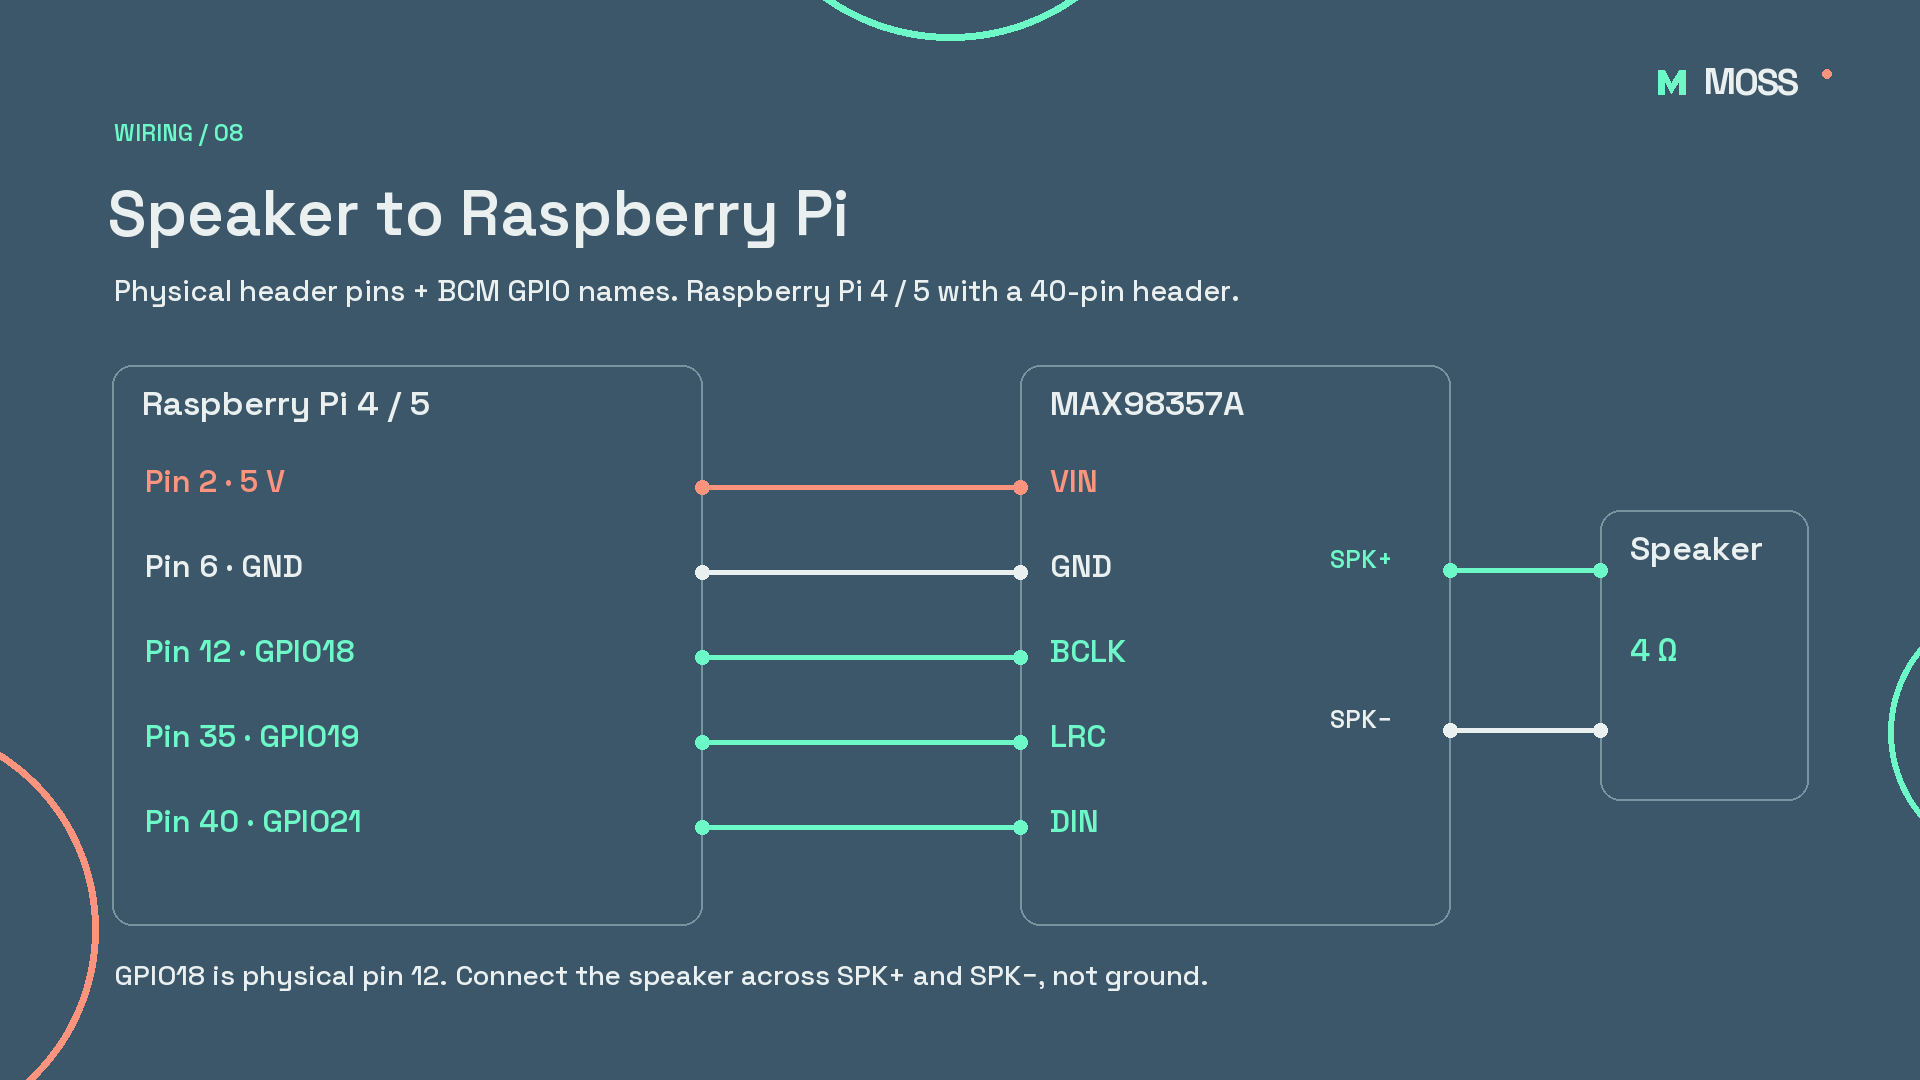 M MOSS
WIRING / 08
Speaker to Raspberry Pi
Physical header pins + BCM GPIO names. Raspberry Pi 4 / 5 with a 40-pin header.
Raspberry Pi 4 / 5
Pin 2 · 5 V
Pin 6 · GND
Pin 12 · GPIO18
Pin 35 · GPIO19
Pin 40 · GPIO21
MAX98357A
VIN
GND
BCLK
LRC
DIN
SPK+
SPK−
Speaker
4 Ω
GPIO18 is physical pin 12. Connect the speaker across SPK+ and SPK−, not ground.